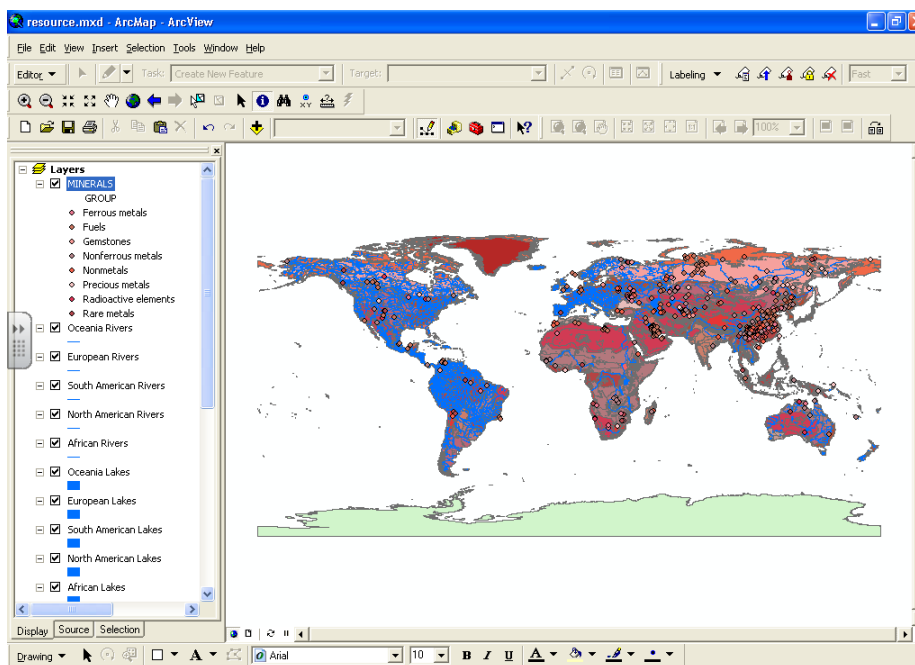 resource.mxd - ArcMap - ArcView
File Edit View Insert Selection Tools Window Help
Editor Task: Create New Feature Target: Labeling Fast
100%
Layers
MINERALS
GROUP
Ferrous metals
Fuels
Gemstones
Nonferrous metals
Nonmetals
Precious metals
Radioactive elements
Rare metals
Oceania Rivers
European Rivers
South American Rivers
North American Rivers
African Rivers
Oceania Lakes
European Lakes
South American Lakes
North American Lakes
African Lakes
Display Source Selection
Drawing A Arial 10 B I U A